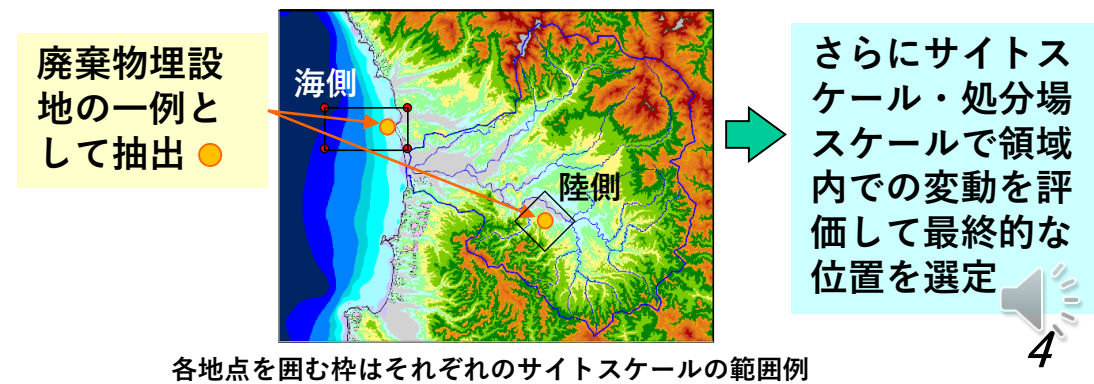 廃棄物埋設
地の一例と
して抽出
海側
陸側
さらにサイトス
ケール・処分場
スケールで領域
内での変動を評
価して最終的な
位置を選定
4
各地点を囲む枠はそれぞれのサイトスケールの範囲例